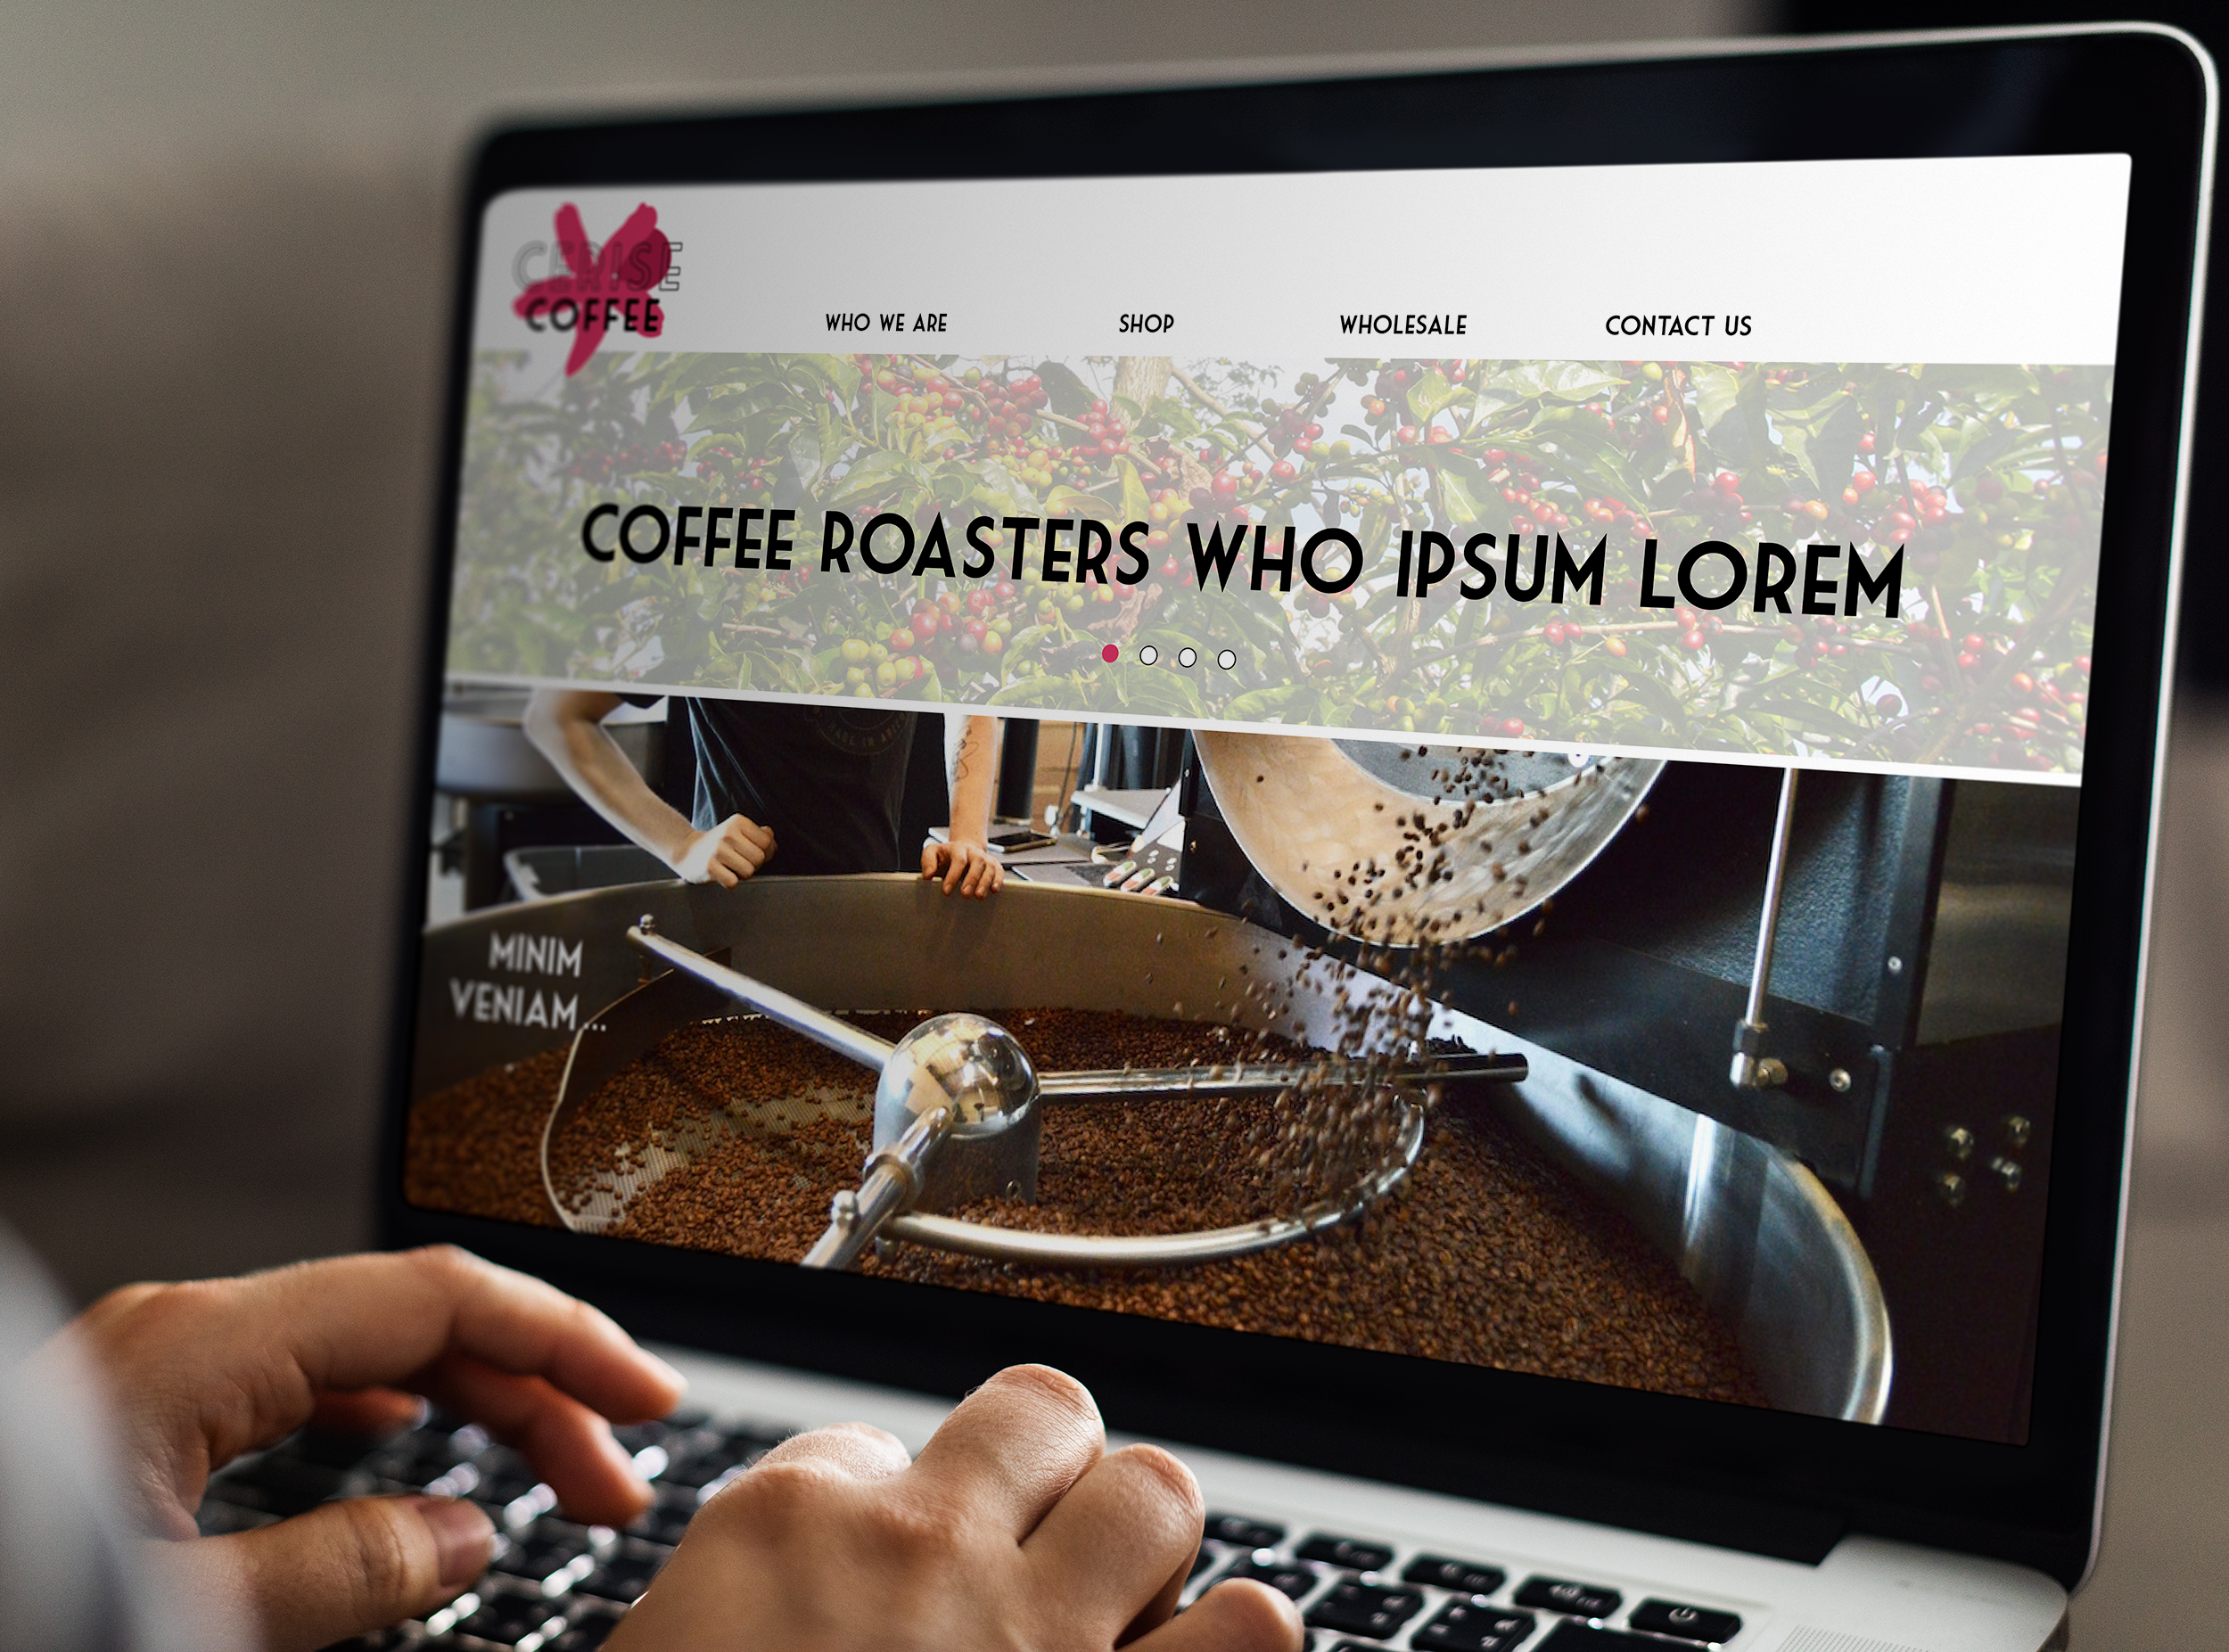 CERISE
COFFEE
WHO WE ARE
SHOP
WHOLESALE
CONTACT US
COFFEE ROASTERS WHO IPSUM LOREM
MINIM
VENIAM...